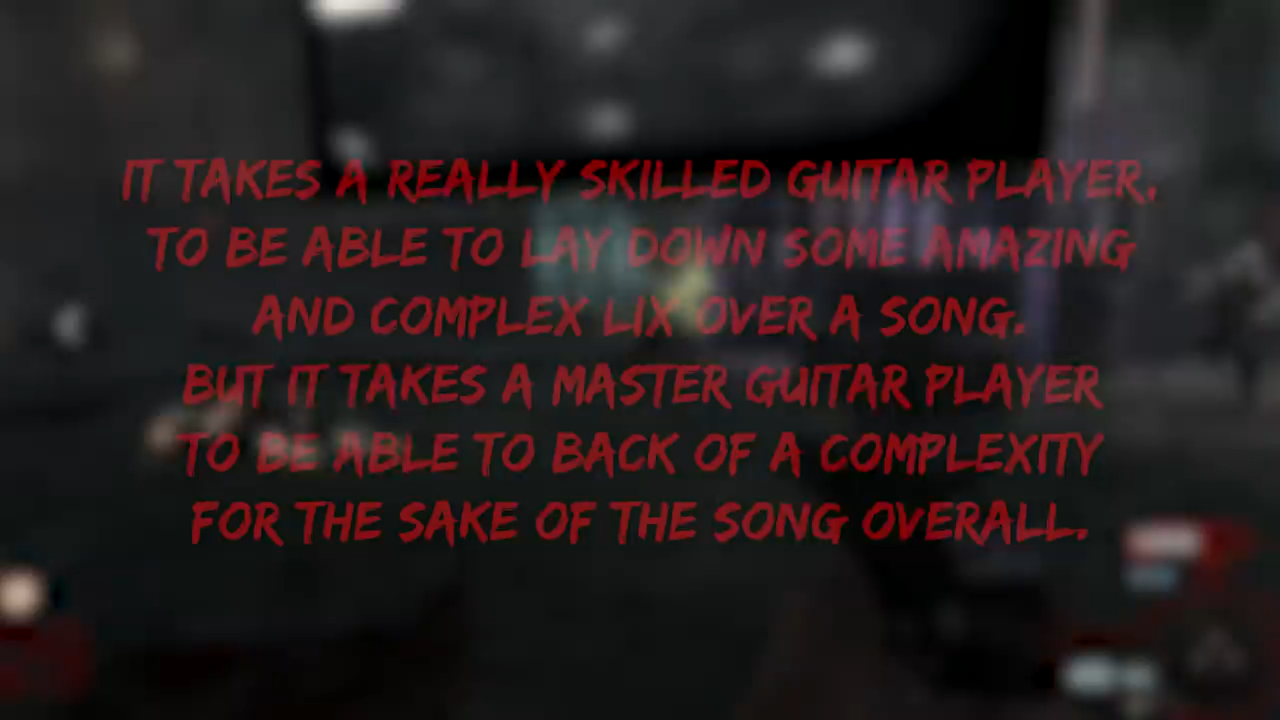 IT TAKES A REALLY SKILLED GUITAR PLAYER.
TO BE ABLE TO LAY DOWN SOME AMAZING
AND COMPLEX LIX OVER A SONG.
BUT IT TAKES A MASTER GUITAR PLAYER
TO BE ABLE TO BACK OF A COMPLEXITY
FOR THE SAKE OF THE SONG OVERALL.